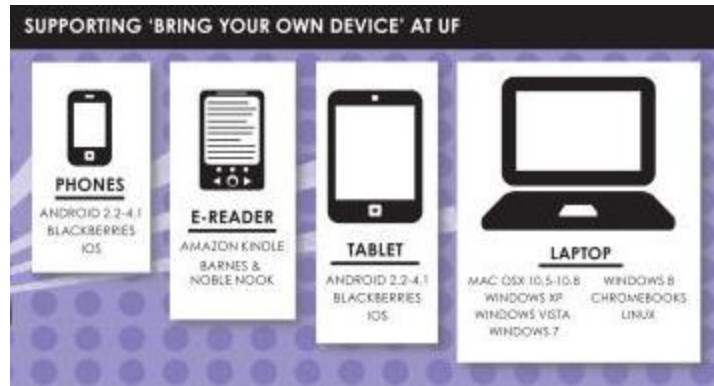 SUPPORTING 'BRING YOUR OWN DEVICE' AT UF
PHONES
ANDROID 2.2-4.1
BLACKBERRIES
IOS
E-READER
AMAZON KINDLE
BARNES &
NOBLE NOOK
TABLET
ANDROID 2.2-4.1
BLACKBERRIES
IOS
LAPTOP
MAC OSX 10.5-10.8
WINDOWS XP
WINDOWS VISTA
WINDOWS 7
WINDOWS 8
CHROMEBOOKS
LINUX